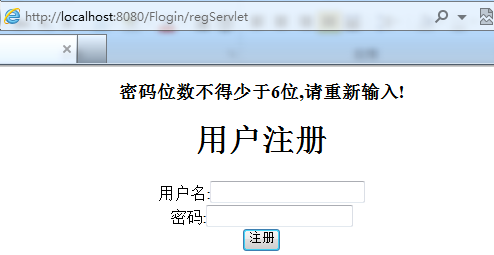 http://localhost:8080/Flogin/regServlet
密码位数不得少于6位,请重新输入!
用户注册
用户名:
密码:
注册